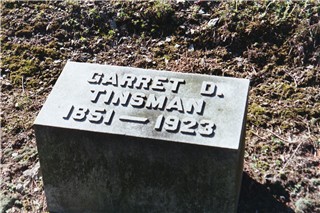 GARRET D.
TINSMAN
1851 — 1923